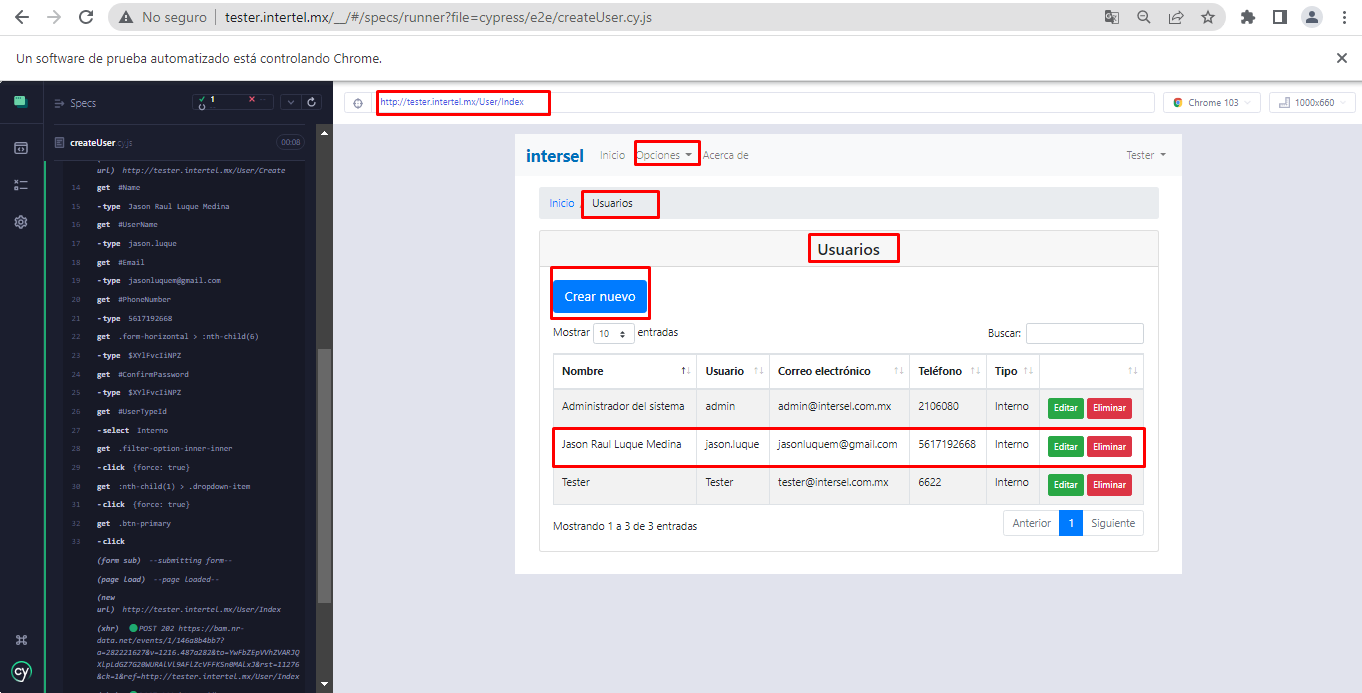 No seguro
tester.intertel.mx/__/#/specs/runner?file=cypress/e2e/createUser.cy.js
Un software de prueba automatizado está controlando Chrome.
Specs
1
--
createUser.cy.js
00:08
url) http://tester.intertel.mx/User/Create
14 get #Name
15 -type Jason Raul Luque Medina
16 get #UserName
17 -type jason.luque
18 get #Email
19 -type jasonluquem@gmail.com
20 get #PhoneNumber
21 -type 5617192668
22 get .form-horizontal > :nth-child(6)
23 -type $XYlFvcIiNPZ
24 get #ConfirmPassword
25 -type $XYlFvcIiNPZ
26 get #UserTypeId
27 -select Interno
28 get .filter-option-inner-inner
29 -click {force: true}
30 get :nth-child(1) > .dropdown-item
31 -click {force: true}
32 get .btn-primary
33 -click
(form sub) --submitting form--
(page load) --page loaded--
(new
url) http://tester.intertel.mx/User/Index
(xhr) POST 202 https://bam.nr-
data.net/events/1/146a8b4bb7?
&ck=1&ref=http://tester.intertel.mx/User/Index
cy
http://tester.intertel.mx/User/Index
Chrome 103
1000x660
intersel Inicio Opciones Acerca de Tester
Inicio / Usuarios
Usuarios
Crear nuevo
Mostrar 10 entradas
Buscar:
Nombre Usuario Correo electrónico Teléfono Tipo
Administrador del sistema admin admin@intersel.com.mx 2106080 Interno Editar Eliminar
Jason Raul Luque Medina jason.luque jasonluquem@gmail.com 5617192668 Interno Editar Eliminar
Tester Tester tester@intersel.com.mx 6622 Interno Editar Eliminar
Mostrando 1 a 3 de 3 entradas
Anterior 1 Siguiente